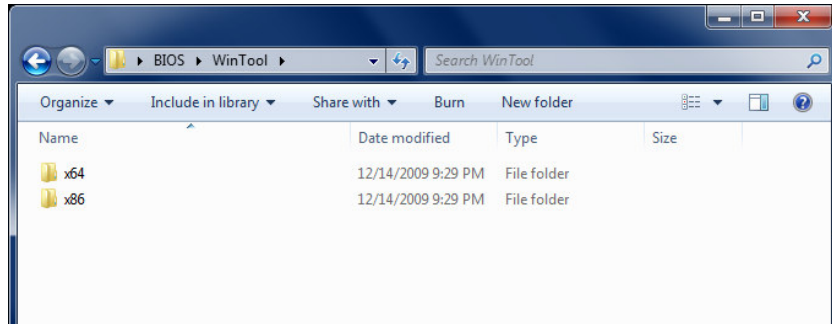 BIOS WinTool Search WinTool
Organize Include in library Share with Burn New folder
Name Date modified Type Size
x64 12/14/2009 9:29 PM File folder
x86 12/14/2009 9:29 PM File folder